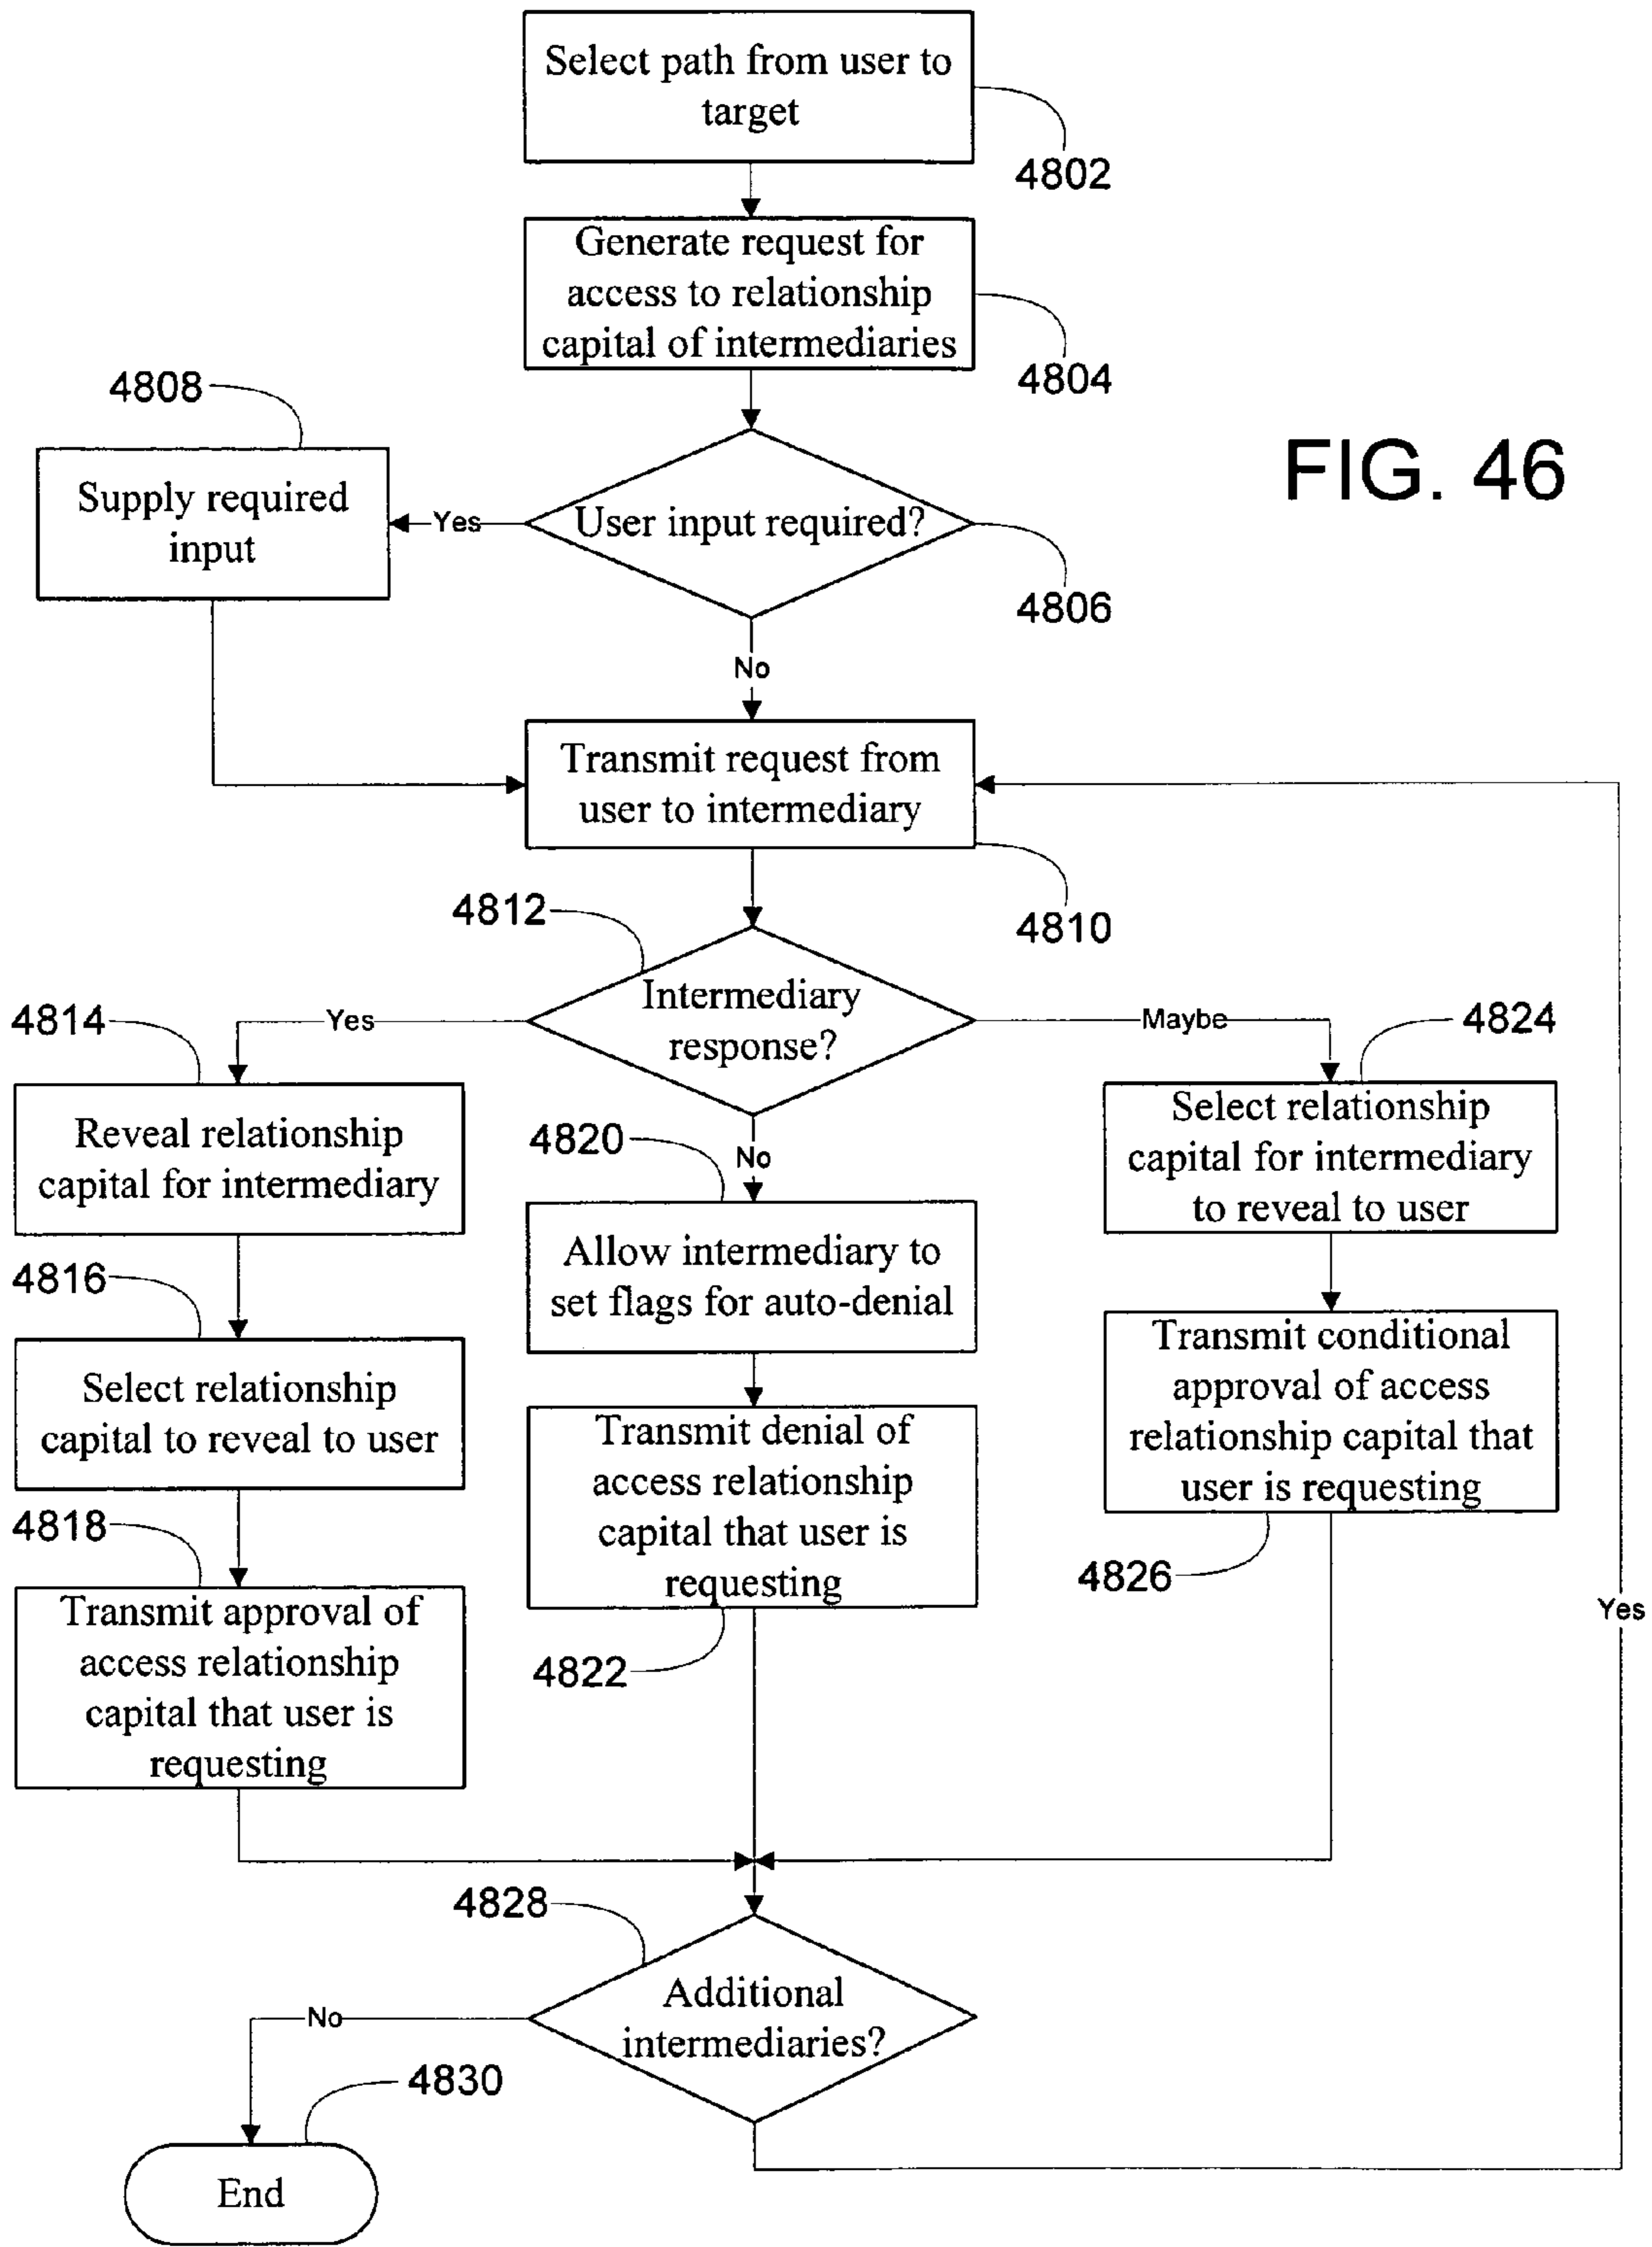 Select path from user to
target
4802
Generate request for
access to relationship
capital of intermediaries
4804
4808
FIG. 46
Supply required
input
Yes
User input required?
4806
No
Transmit request from
user to intermediary
4810
4812
Intermediary
response?
4814
Yes
Maybe
4824
Reveal relationship
capital for intermediary
4820
No
Select relationship
capital for intermediary
to reveal to user
4816
Allow intermediary to
set flags for auto-denial
Select relationship
capital to reveal to user
Transmit conditional
approval of access
relationship capital that
user is requesting
4818
Transmit denial of
access relationship
capital that user is
requesting
4826
Transmit approval of
access relationship
capital that user is
requesting
4822
Yes
4828
Additional
intermediaries?
No
4830
End